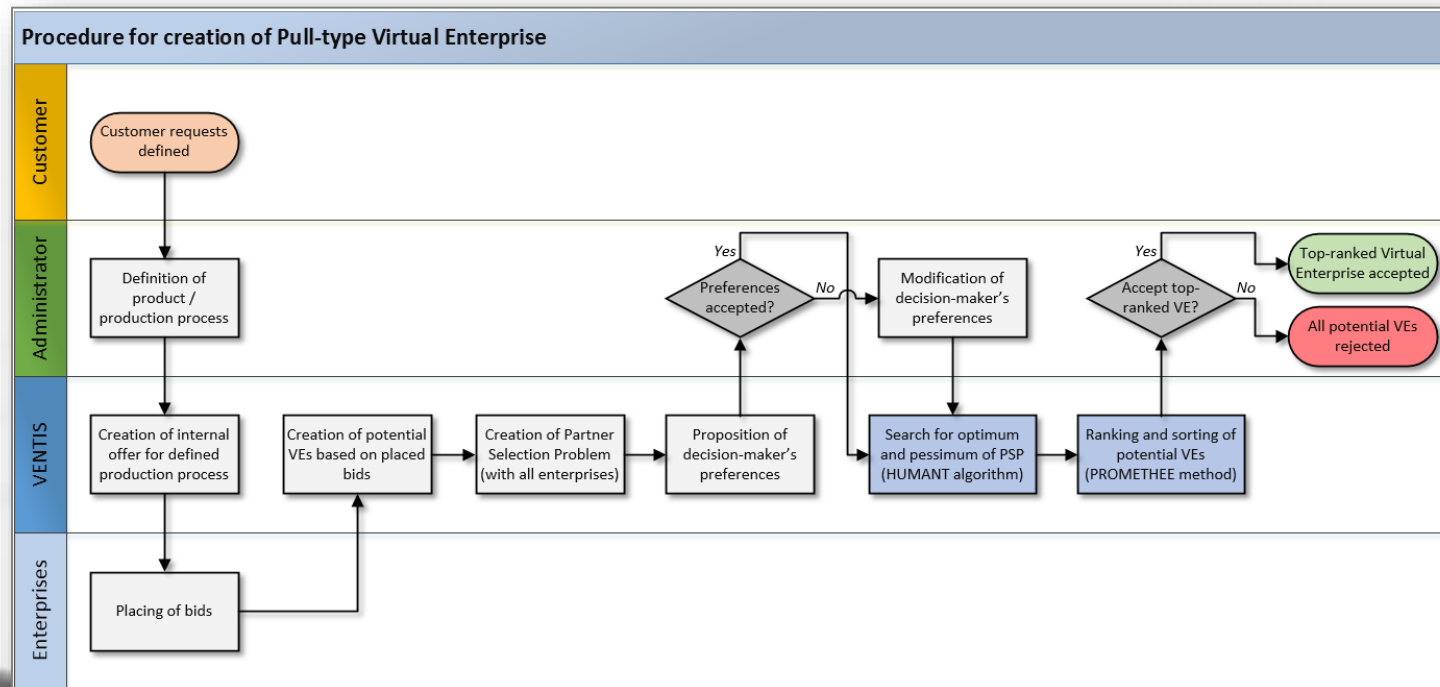 Procedure for creation of Pull-type Virtual Enterprise
Customer
Customer requests
defined
Administrator
Definition of
product /
production process
Yes
Preferences
accepted?
No
Modification of
decision-maker’s
preferences
Yes
Accept top-
ranked VE?
No
Top-ranked Virtual
Enterprise accepted
All potential VEs
rejected
VENTIS
Creation of internal
offer for defined
production process
Creation of potential
VEs based on placed
bids
Creation of Partner
Selection Problem
(with all enterprises)
Proposition of
decision-maker’s
preferences
Search for optimum
and pessimum of PSP
(HUMANT algorithm)
Ranking and sorting of
potential VEs
(PROMETHEE method)
Enterprises
Placing of bids